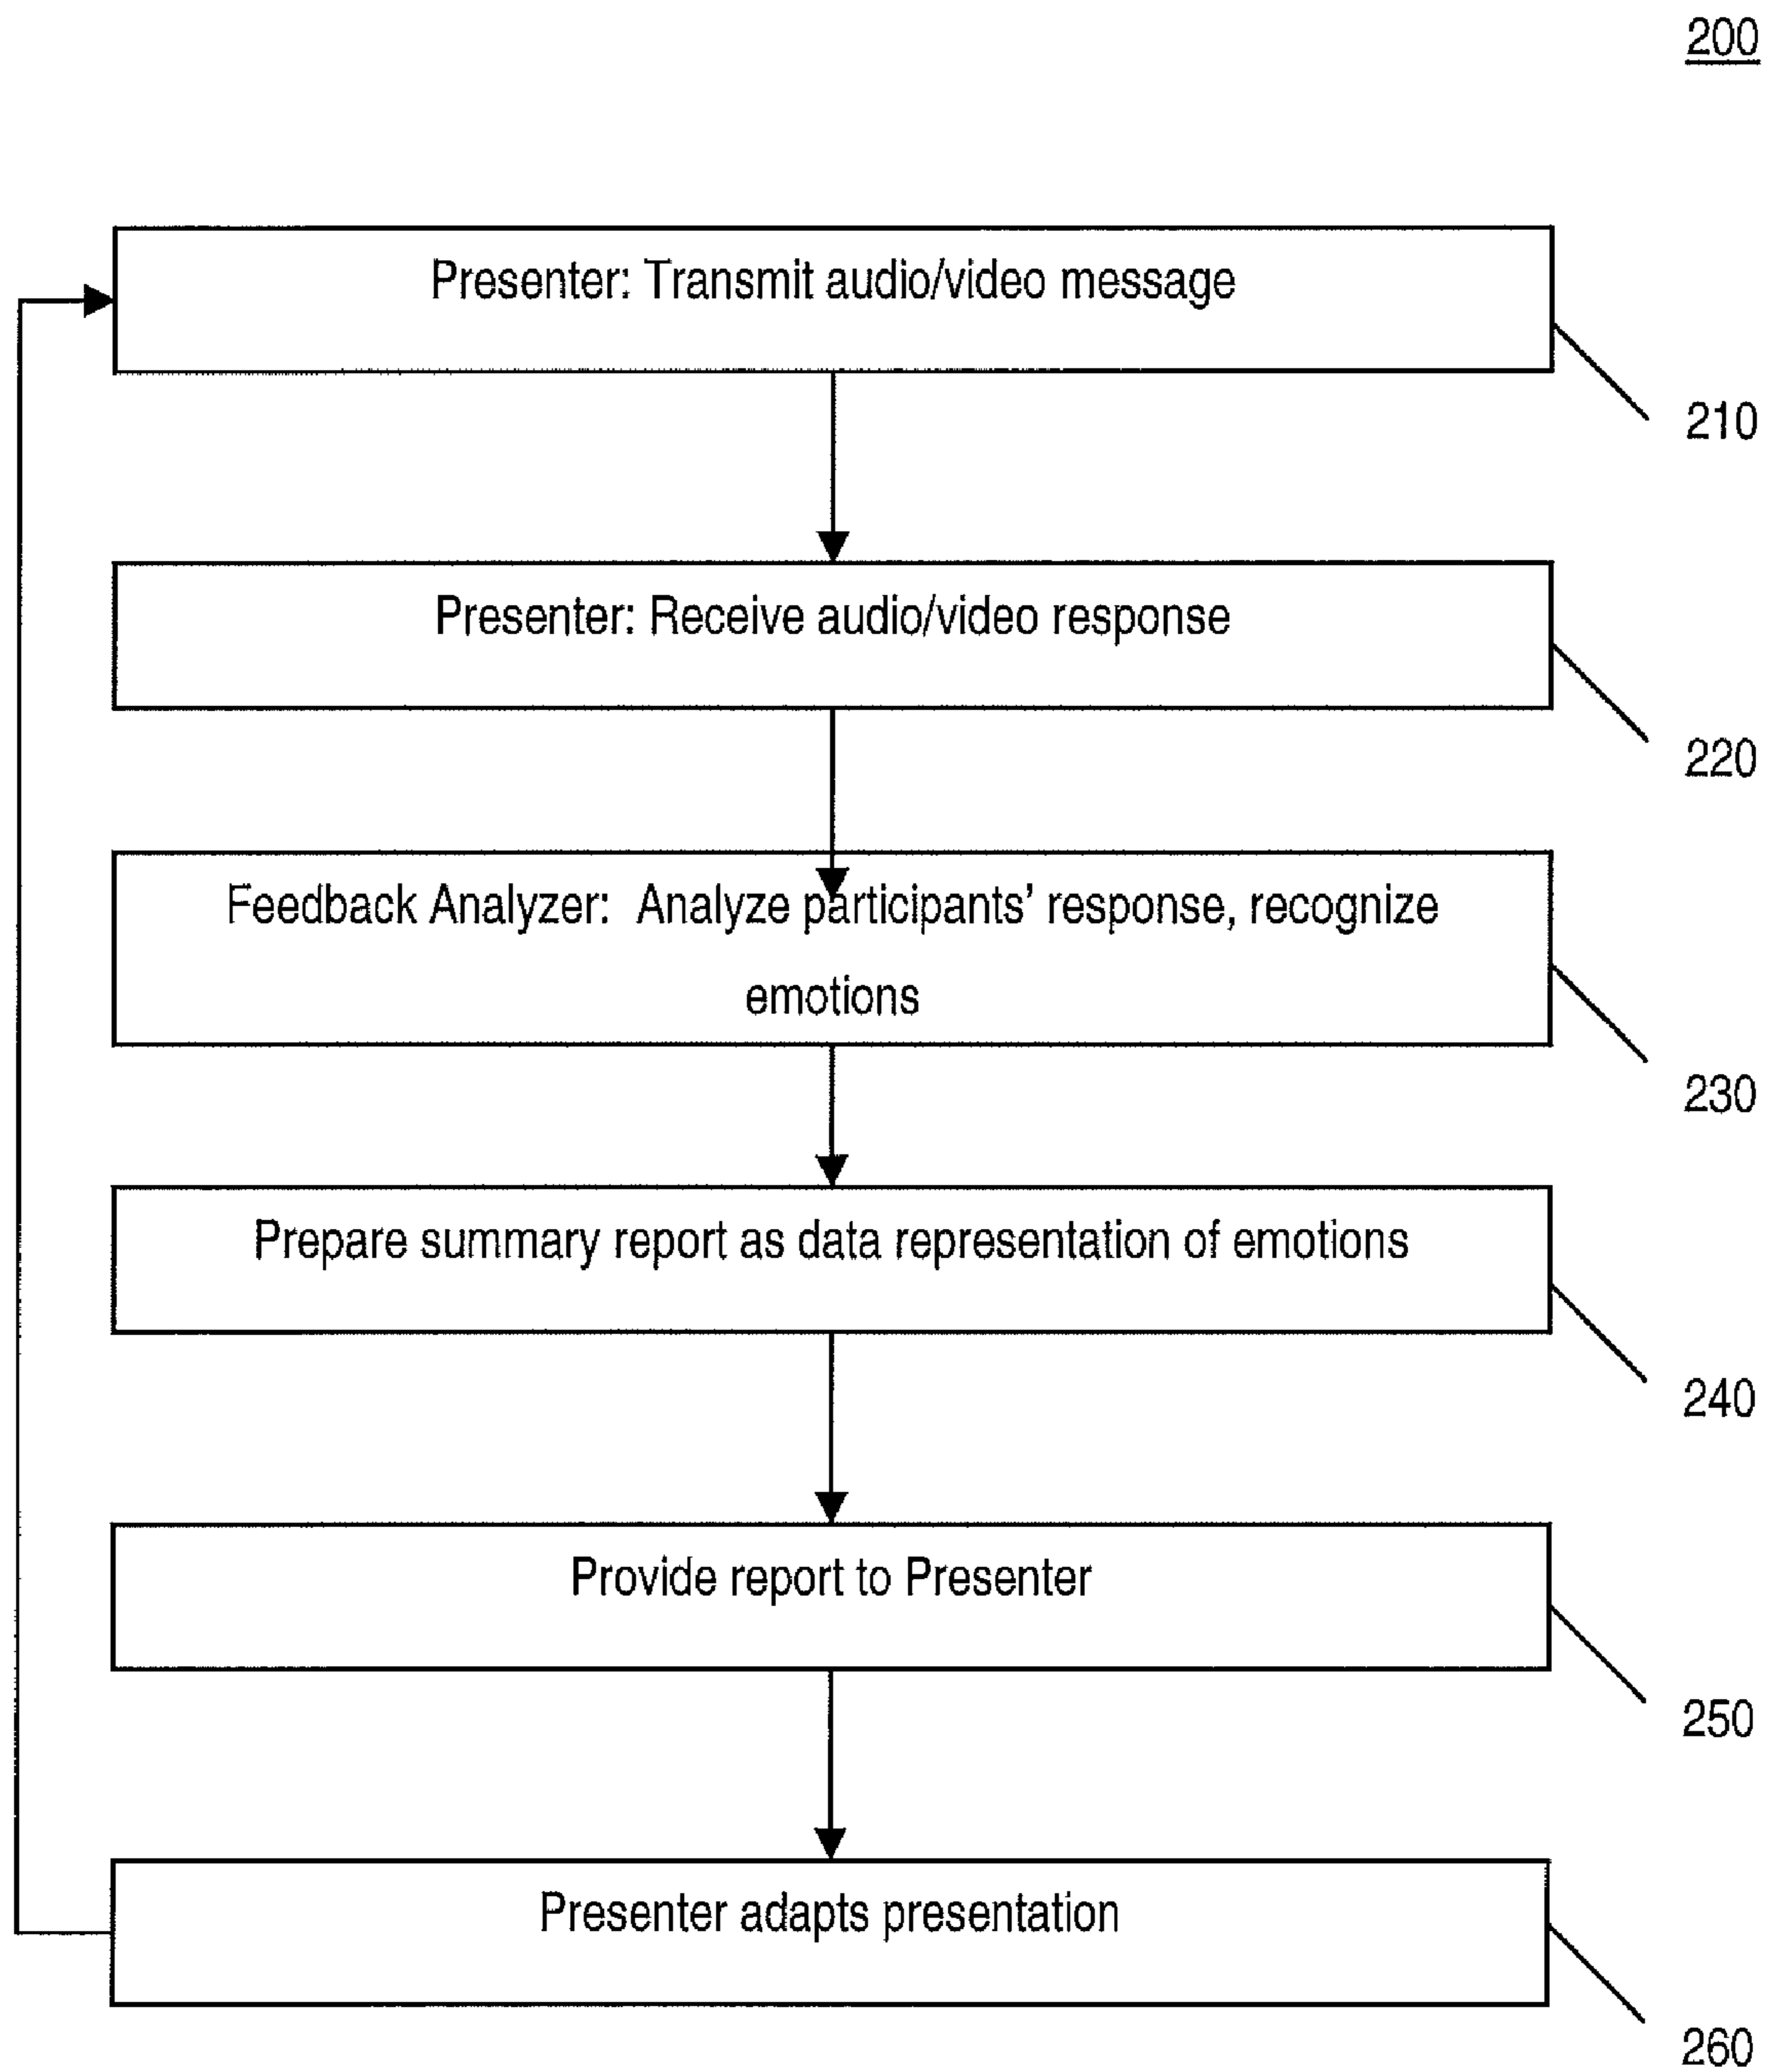 200
Presenter: Transmit audio/video message
210
Presenter: Receive audio/video response
220
Feedback Analyzer: Analyze participants' response, recognize
emotions
230
Prepare summary report as data representation of emotions
240
Provide report to Presenter
250
Presenter adapts presentation
260